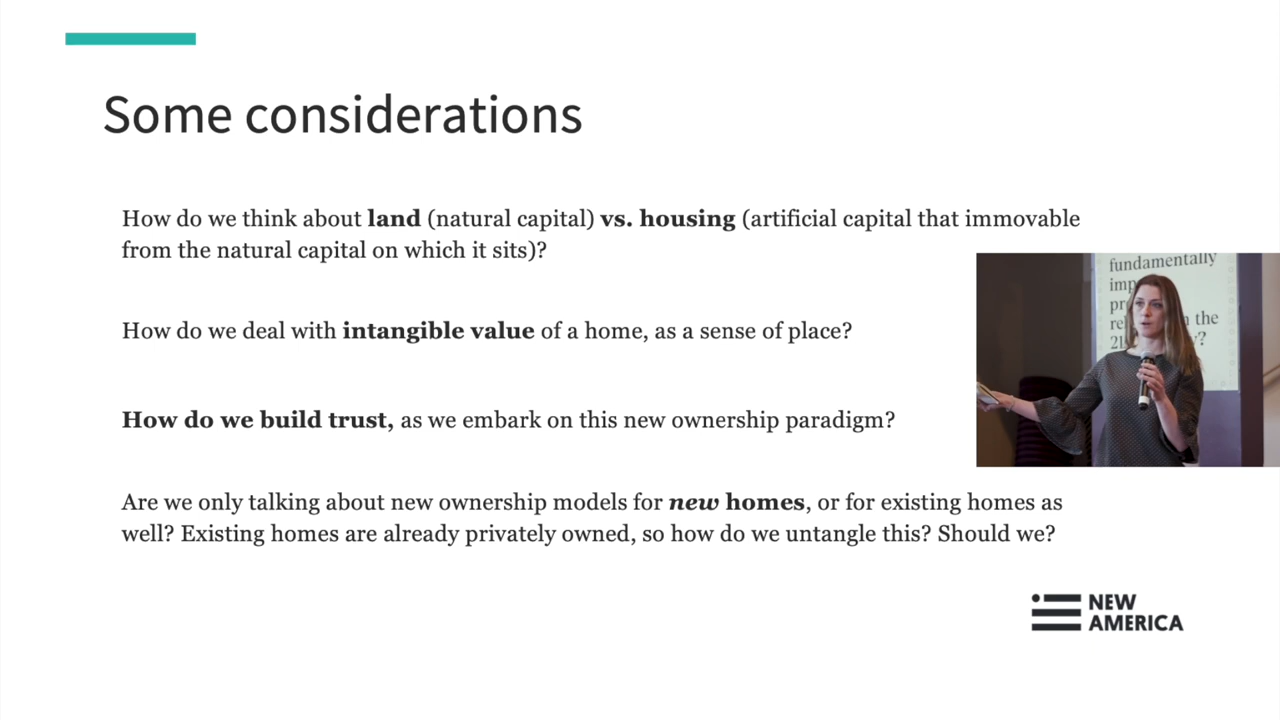 Some considerations
How do we think about land (natural capital) vs. housing (artificial capital that immovable
from the natural capital on which it sits)?
fundamentally
the
How do we deal with intangible value of a home, as a sense of place?
How do we build trust, as we embark on this new ownership paradigm?
Are we only talking about new ownership models for new homes, or for existing homes as
well? Existing homes are already privately owned, so how do we untangle this? Should we?
NEW
AMERICA